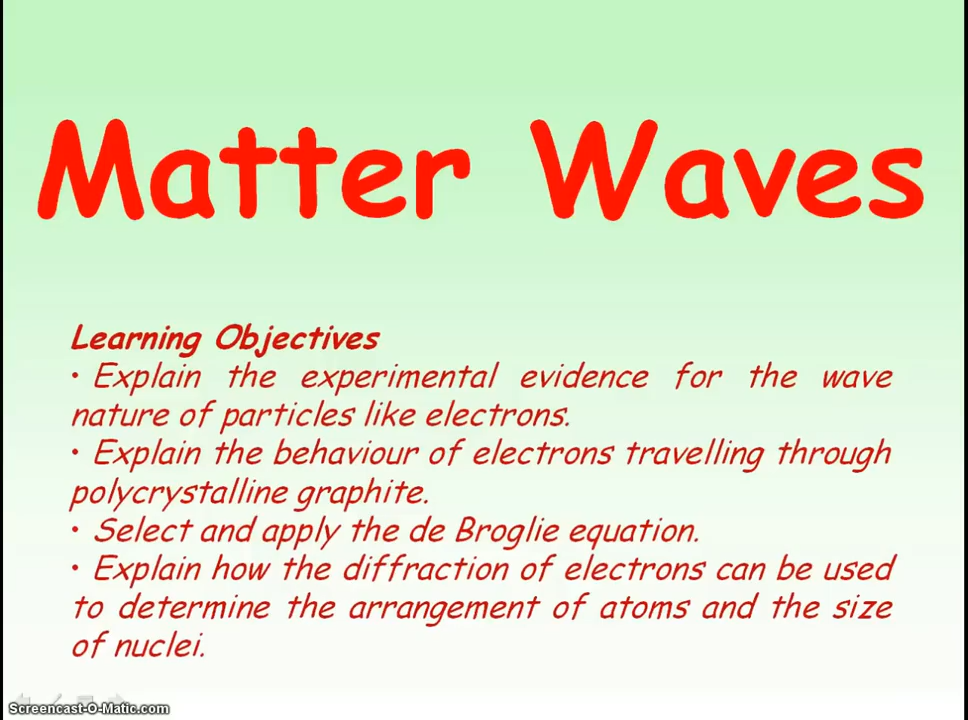 Matter Waves
Learning Objectives
• Explain the experimental evidence for the wave
nature of particles like electrons.
• Explain the behaviour of electrons travelling through
polycrystalline graphite.
• Select and apply the de Broglie equation.
• Explain how the diffraction of electrons can be used
to determine the arrangement of atoms and the size
of nuclei.
Screencast-O-Matic.com